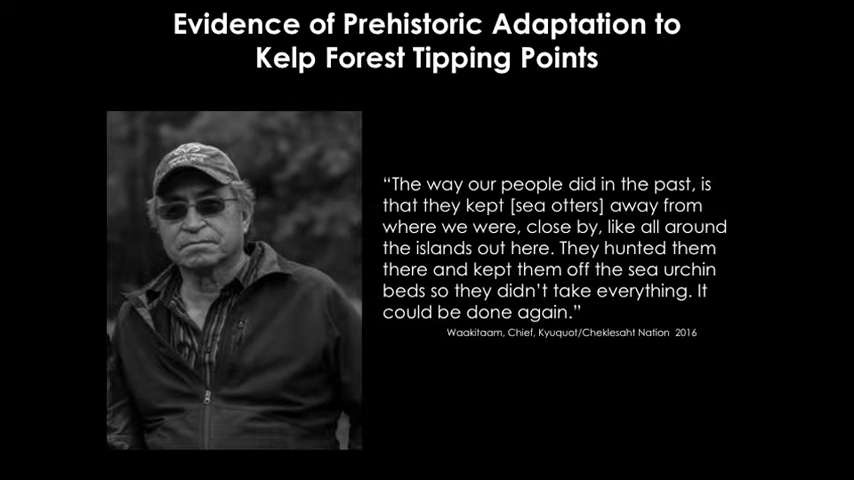 Evidence of Prehistoric Adaptation to
Kelp Forest Tipping Points
“The way our people did in the past, is
that they kept [sea otters] away from
where we were, close by, like all around
the islands out here. They hunted them
there and kept them off the sea urchin
beds so they didn’t take everything. It
could be done again.”
Waakitaam, Chief, Kyuquot/Cheklesaht Nation 2016